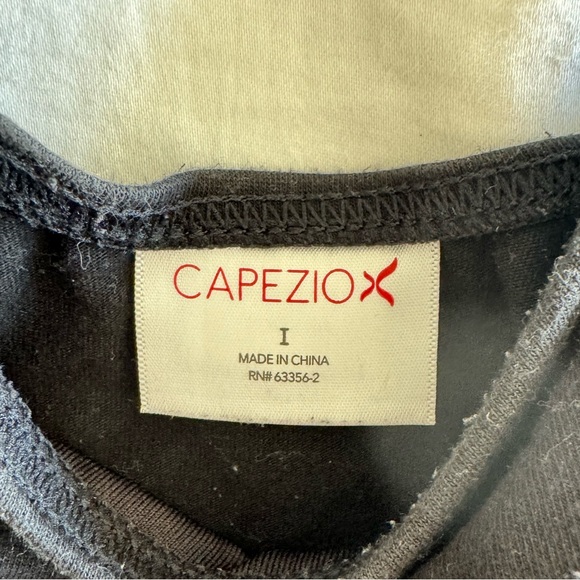 CAPEZIO
I
MADE IN CHINA
RN# 63356-2